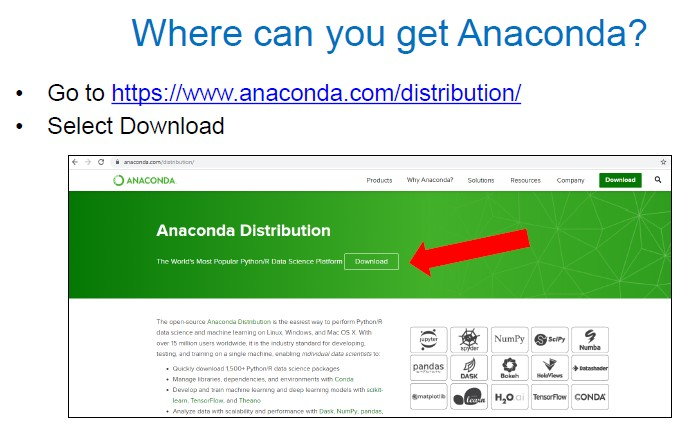 Where can you get Anaconda?
• Go to https://www.anaconda.com/distribution/
• Select Download
anaconda.com/distribution/
ANACONDA.
Products Why Anaconda? Solutions Resources Company Download
Anaconda Distribution
The World's Most Popular Python/R Data Science Platform Download
The open-source Anaconda Distribution is the easiest way to perform Python/R
data science and machine learning on Linux, Windows, and Mac OS X. With
over 15 million users worldwide, it is the industry standard for developing,
testing, and training on a single machine, enabling individual data scientists to:
• Quickly download 1,500+ Python/R data science packages
• Manage libraries, dependencies, and environments with Conda
• Develop and train machine learning and deep learning models with scikit-
learn, TensorFlow, and Theano
• Analyze data with scalability and performance with Dask, NumPy, pandas,
jupyter spyder NumPy SciPy Numba
pandas DASK Bokeh HoloViews Datashader
matplotlib learn H2O.ai TensorFlow CONDA